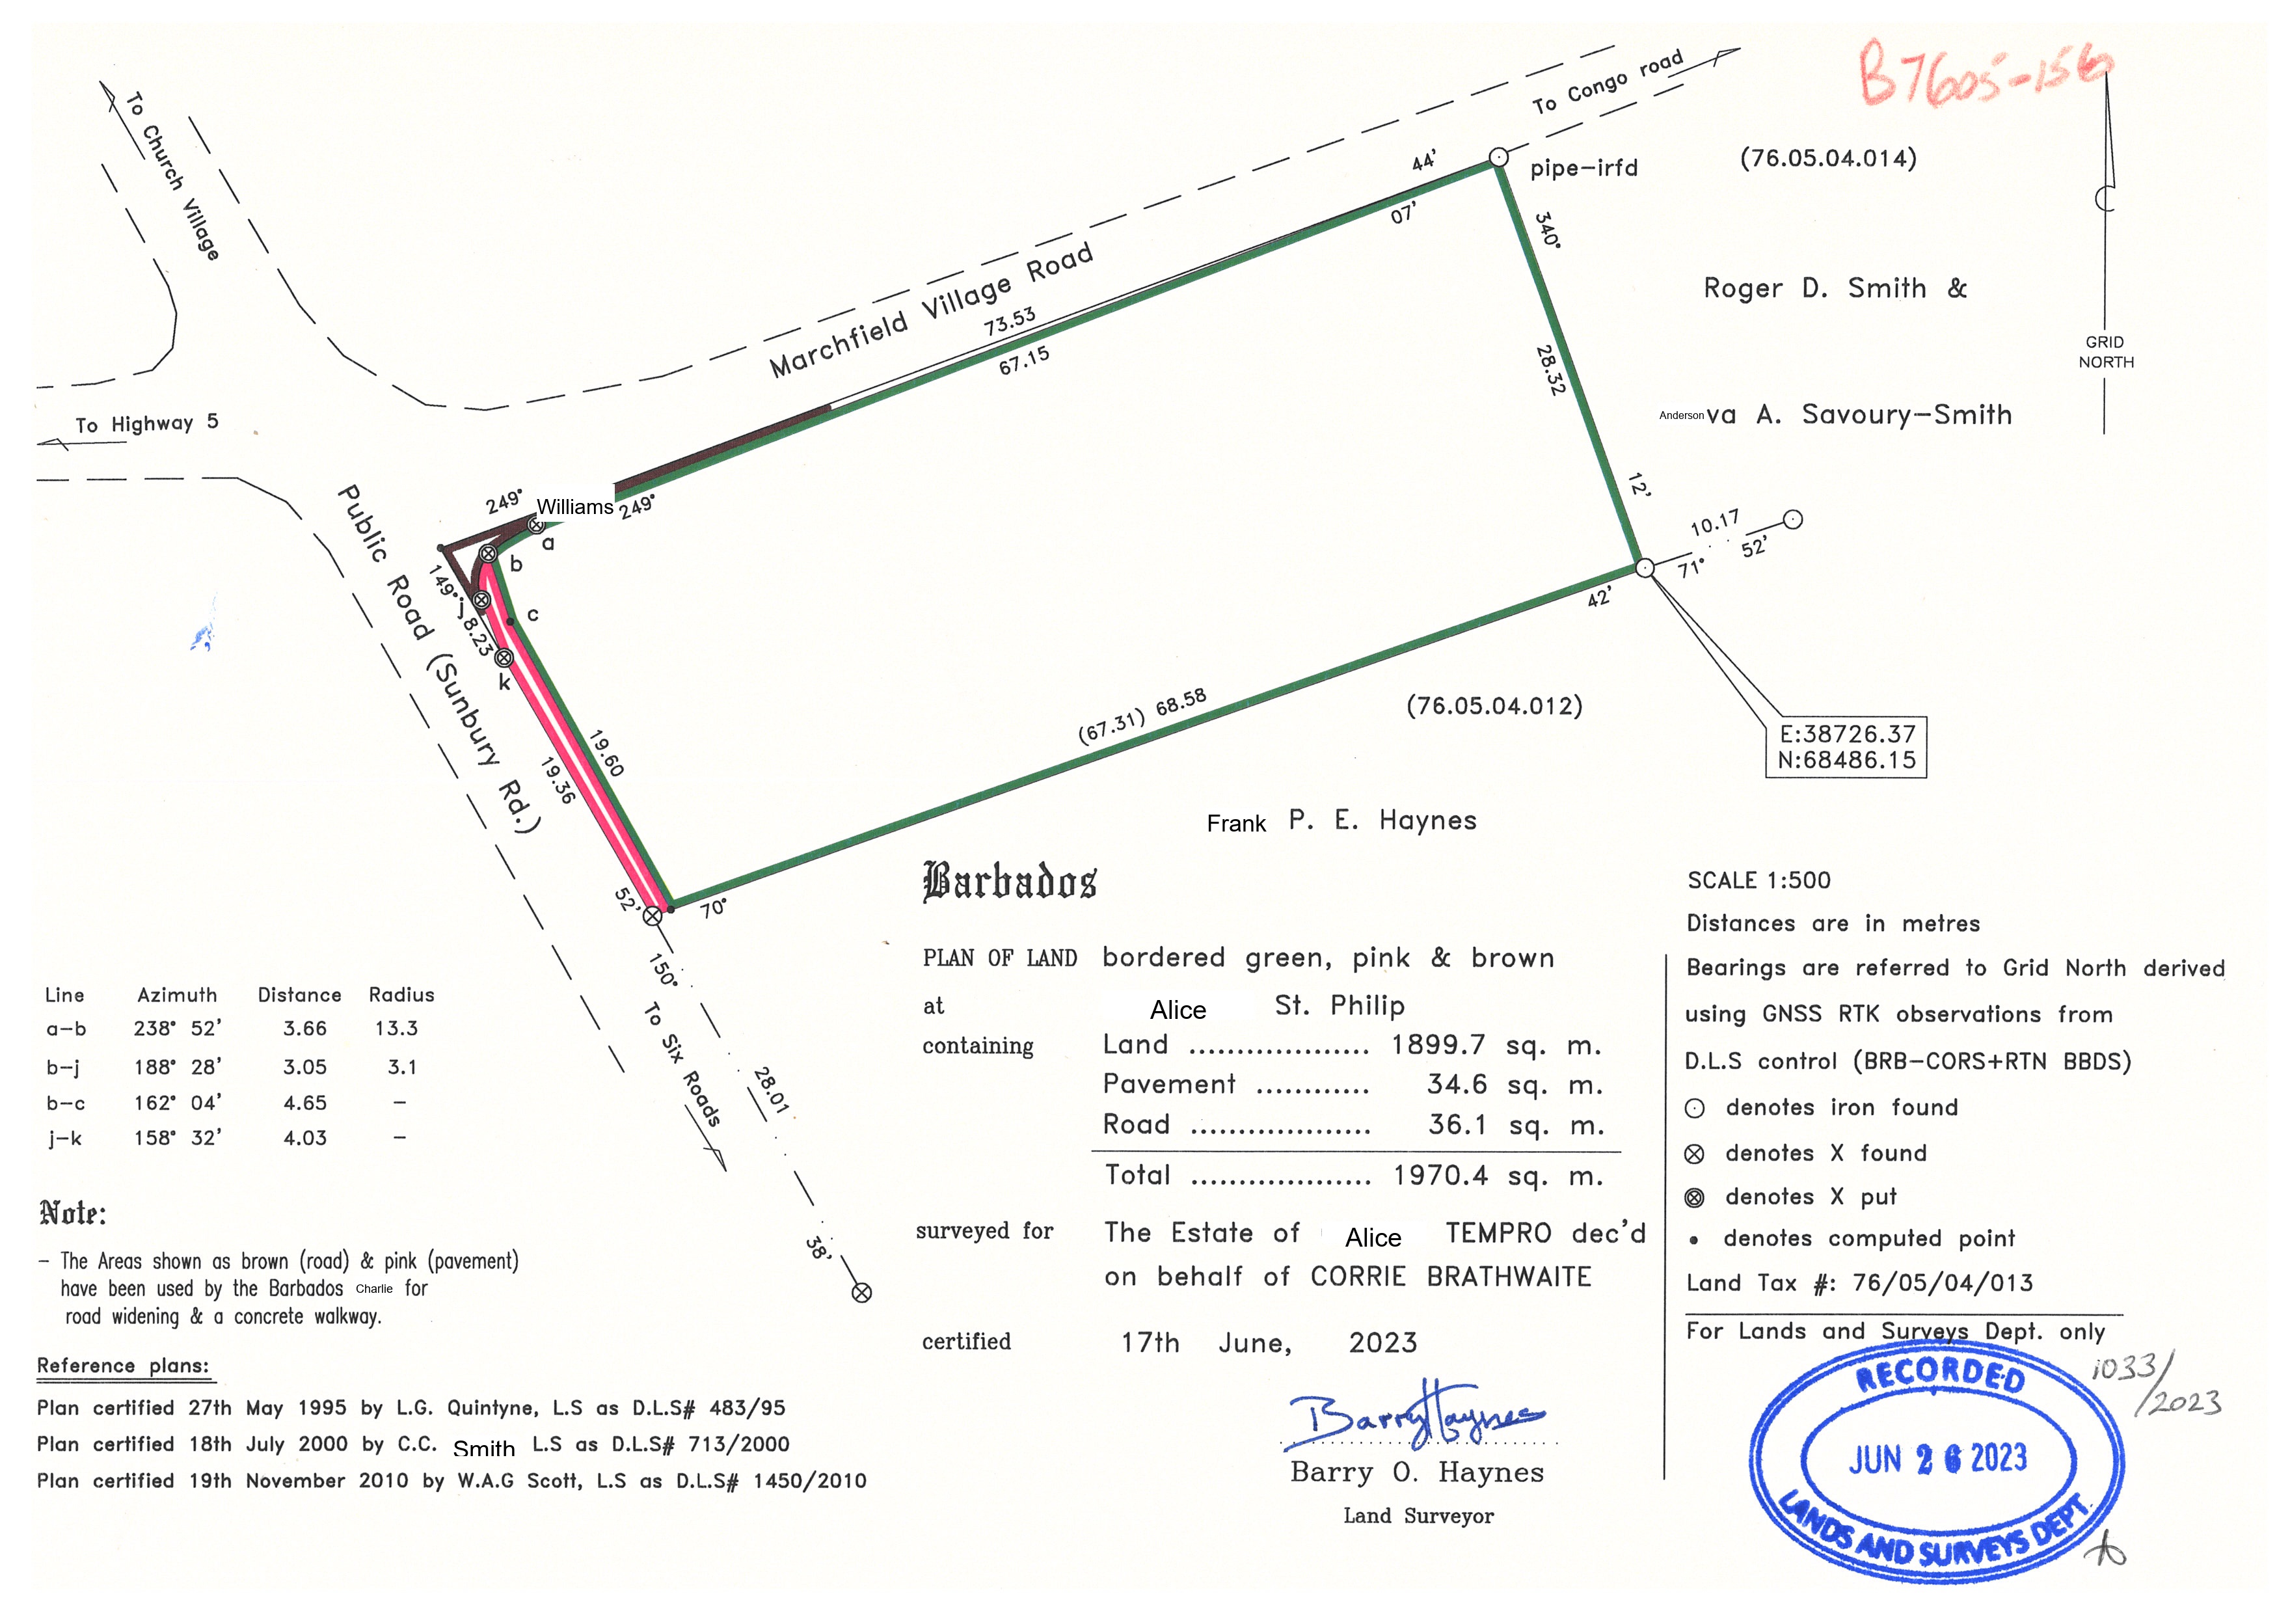 B7605-156
To Church Village
To Congo road
44'
pipe-irfd
(76.05.04.014)
07'
340°
Marchfield Village Road
73.53
67.15
28.32
Roger D. Smith &
GRID
NORTH
Anderson va A. Savoury-Smith
To Highway 5
249°
Williams
249°
12'
a
b
10.17
52'
71°
149°
j
c
42'
8.23
k
Public Road (Sunbury Rd.)
(67.31) 68.58
(76.05.04.012)
E:38726.37
N:68486.15
19.60
19.36
52'
70°
150°
To Six Roads
28.01
38'
Frank P. E. Haynes
Line Azimuth Distance Radius
a-b 238° 52' 3.66 13.3
b-j 188° 28' 3.05 3.1
b-c 162° 04' 4.65 -
j-k 158° 32' 4.03 -
Note:
- The Areas shown as brown (road) & pink (pavement)
have been used by the Barbados Charlie for
road widening & a concrete walkway.
Reference plans:
Plan certified 27th May 1995 by L.G. Quintyne, L.S as D.L.S# 483/95
Plan certified 18th July 2000 by C.C. Smith L.S as D.L.S# 713/2000
Plan certified 19th November 2010 by W.A.G Scott, L.S as D.L.S# 1450/2010
Barbados
PLAN OF LAND bordered green, pink & brown
at Alice St. Philip
containing Land ................... 1899.7 sq. m.
Pavement ............ 34.6 sq. m.
Road ................... 36.1 sq. m.
Total ................... 1970.4 sq. m.
surveyed for The Estate of Alice TEMPRO dec'd
on behalf of CORRIE BRATHWAITE
certified 17th June, 2023
Barry Haynes
Barry O. Haynes
Land Surveyor
SCALE 1:500
Distances are in metres
Bearings are referred to Grid North derived
using GNSS RTK observations from
D.L.S control (BRB-CORS+RTN BBDS)
denotes iron found
denotes X found
denotes X put
denotes computed point
Land Tax #: 76/05/04/013
For Lands and Surveys Dept. only
1033/
2023
RECORDED
JUN 26 2023
LANDS AND SURVEYS DEPT.